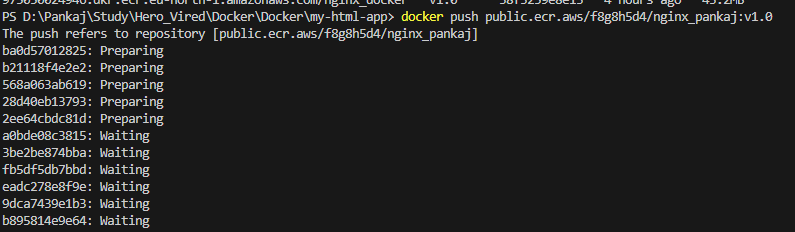 PS D:\Pankaj\Study\Hero_Vired\Docker\Docker\my-html-app> docker push public.ecr.aws/f8g8h5d4/nginx_pankaj:v1.0
The push refers to repository [public.ecr.aws/f8g8h5d4/nginx_pankaj]
ba0d57012825: Preparing
b21118f4e2e2: Preparing
568a063ab619: Preparing
28d40eb13793: Preparing
2ee64cbdc81d: Preparing
a0bde08c3815: Waiting
3be2be874bba: Waiting
fb5df5db7bbd: Waiting
eadc278e8f9e: Waiting
9dca7439e1b3: Waiting
b895814e9e64: Waiting